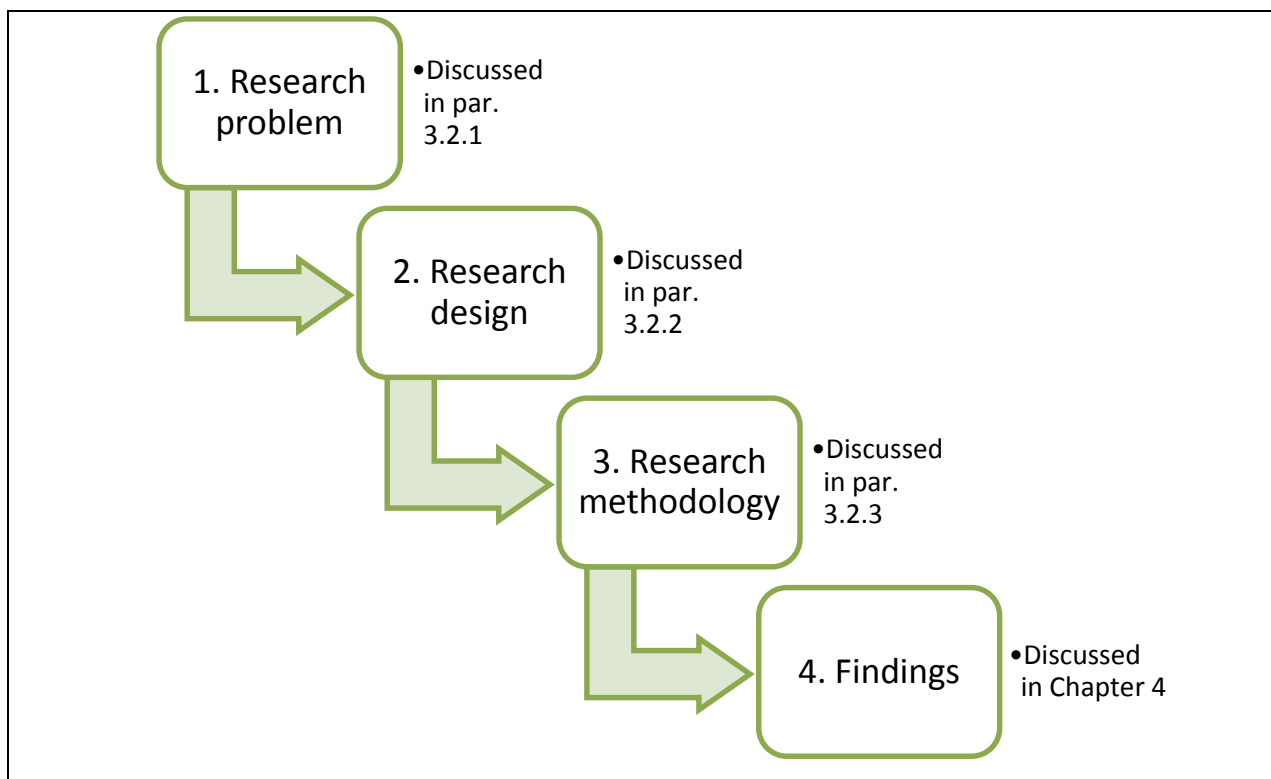 1. Research
problem
•Discussed
in par.
3.2.1
2. Research
design
•Discussed
in par.
3.2.2
3. Research
methodology
•Discussed
in par.
3.2.3
4. Findings
•Discussed
in Chapter 4